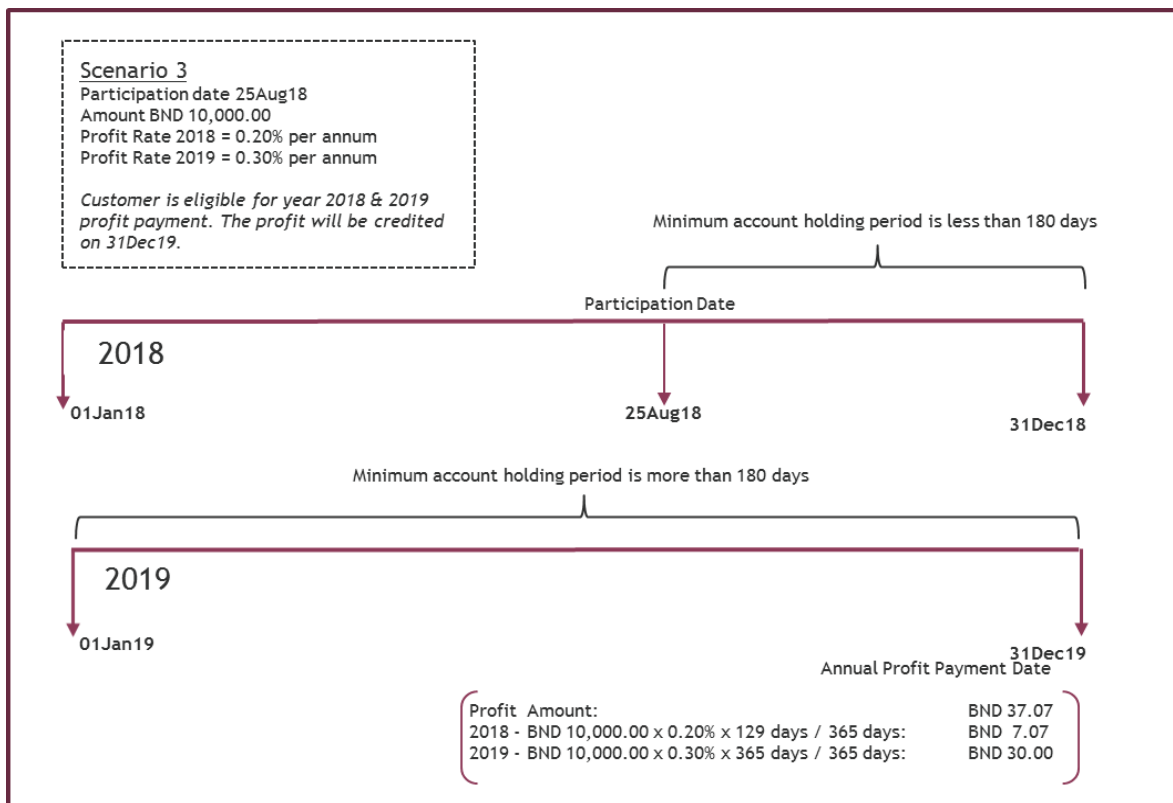 Scenario 3
Participation date 25Aug18
Amount BND 10,000.00
Profit Rate 2018 = 0.20% per annum
Profit Rate 2019 = 0.30% per annum
Customer is eligible for year 2018 & 2019
profit payment. The profit will be credited
on 31Dec19.
Minimum account holding period is less than 180 days
Participation Date
2018
01Jan18
25Aug18
31Dec18
Minimum account holding period is more than 180 days
2019
01Jan19
31Dec19
Annual Profit Payment Date
Profit Amount: BND 37.07
2018 - BND 10,000.00 x 0.20% x 129 days / 365 days: BND 7.07
2019 - BND 10,000.00 x 0.30% x 365 days / 365 days: BND 30.00